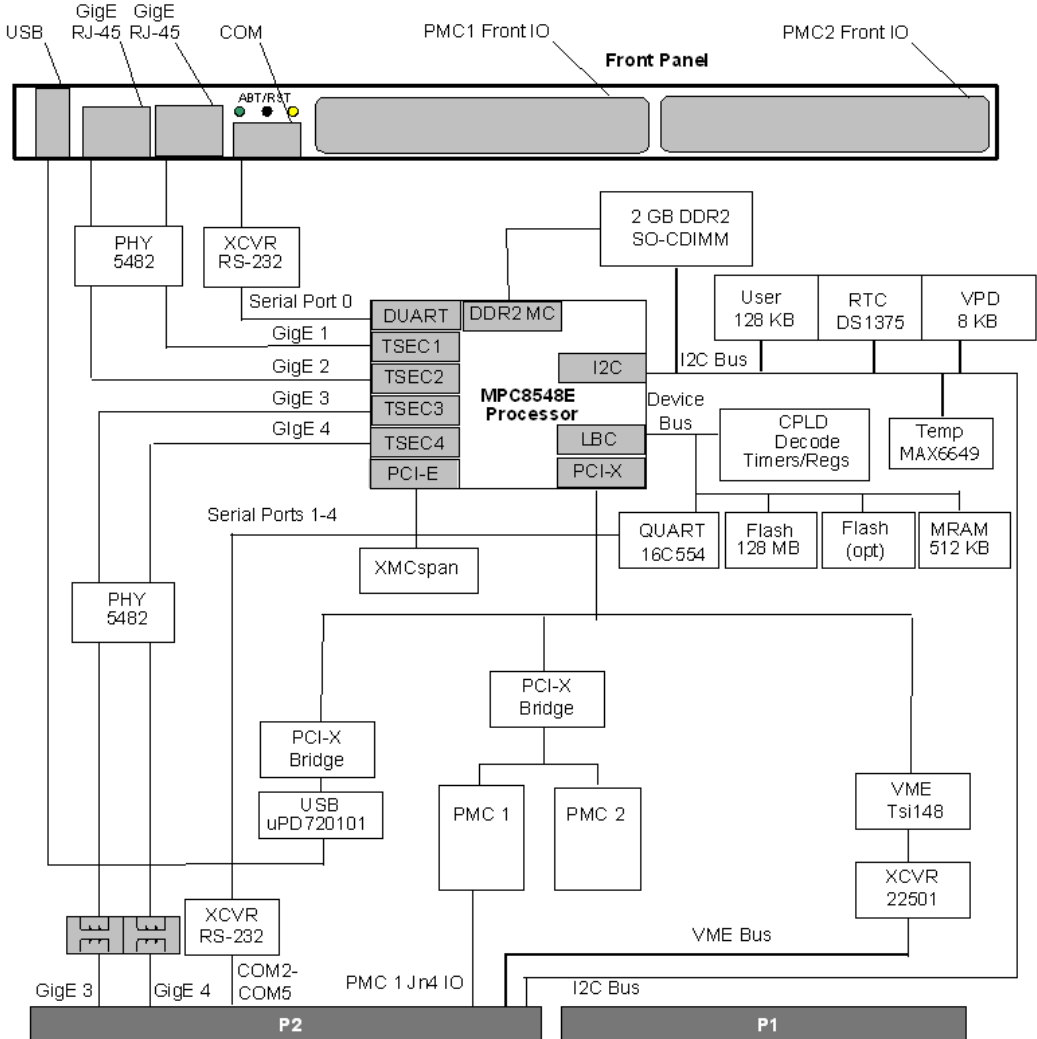 GigE GigE
USB RJ-45 RJ-45 COM PMC1 Front IO PMC2 Front IO
Front Panel
ABT/RST
2 GB DDR2
SO-CDIMM
PHY
5482
XCVR
RS-232
User
128 KB
RTC
DS1375
VPD
8 KB
Serial Port 0
DUART
DDR2 MC
GigE 1
TSEC1
GigE 2
TSEC2
I2C
I2C Bus
MPC8548E
Processor
GigE 3
TSEC3
Device
Bus
GIgE 4
TSEC4
LBC
CPLD
Decode
Timers/Regs
Temp
MAX6649
PCI-E
PCI-X
Serial Ports 1-4
QUART
16C554
Flash
128 MB
Flash
(opt)
MRAM
512 KB
XMCspan
PHY
5482
PCI-X
Bridge
PCI-X
Bridge
USB
uPD720101
PMC 1
PMC 2
VME
Tsi148
XCVR
22501
XCVR
RS-232
VME Bus
COM2-
COM5
GigE 3
GigE 4
PMC 1 Jn4 IO
I2C Bus
P2
P1